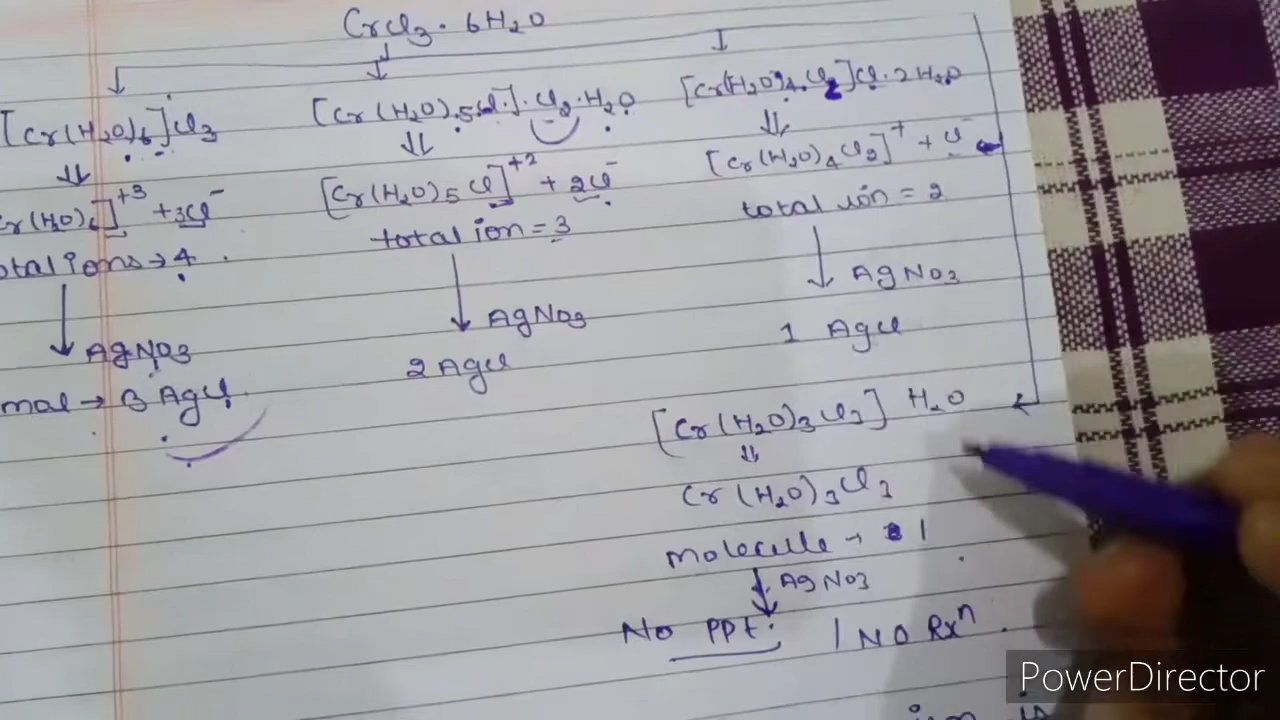 CrCl3 · 6H2O
[Cr(H2O)6]Cl3
[Cr(H2O)5Cl]·Cl2·H2O
[Cr(H2O)4Cl2]Cl·2H2O
Cr(H2O)6]+3 + 3Cl-
otal ions → 4
AgNO3
mal → 3 AgCl
[Cr(H2O)5Cl]+2 + 2Cl-
total ion = 3
AgNO3
2 AgCl
[Cr(H2O)4Cl2]+ + Cl-
total ion = 2
AgNO3
1 AgCl
[Cr(H2O)3Cl3] H2O
Cr(H2O)3Cl3
molecule → 1
AgNO3
No PPt. / NO Rxn.
PowerDirector